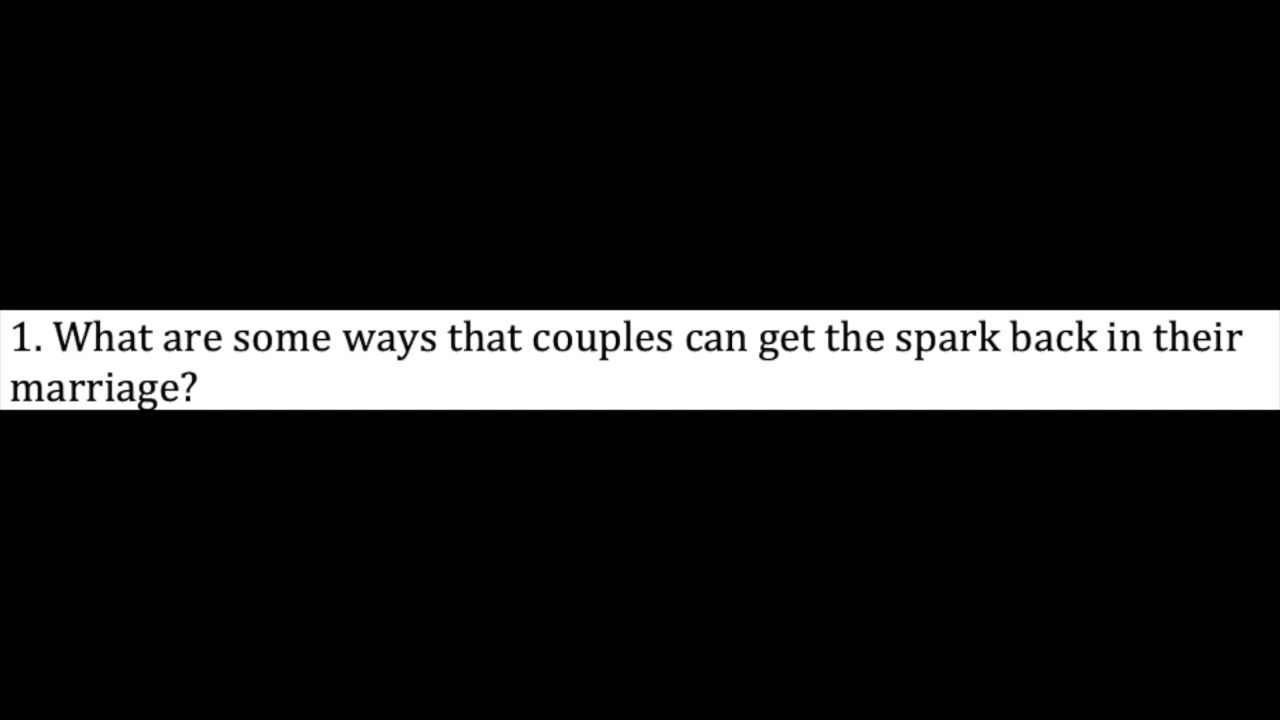 1. What are some ways that couples can get the spark back in their
marriage?